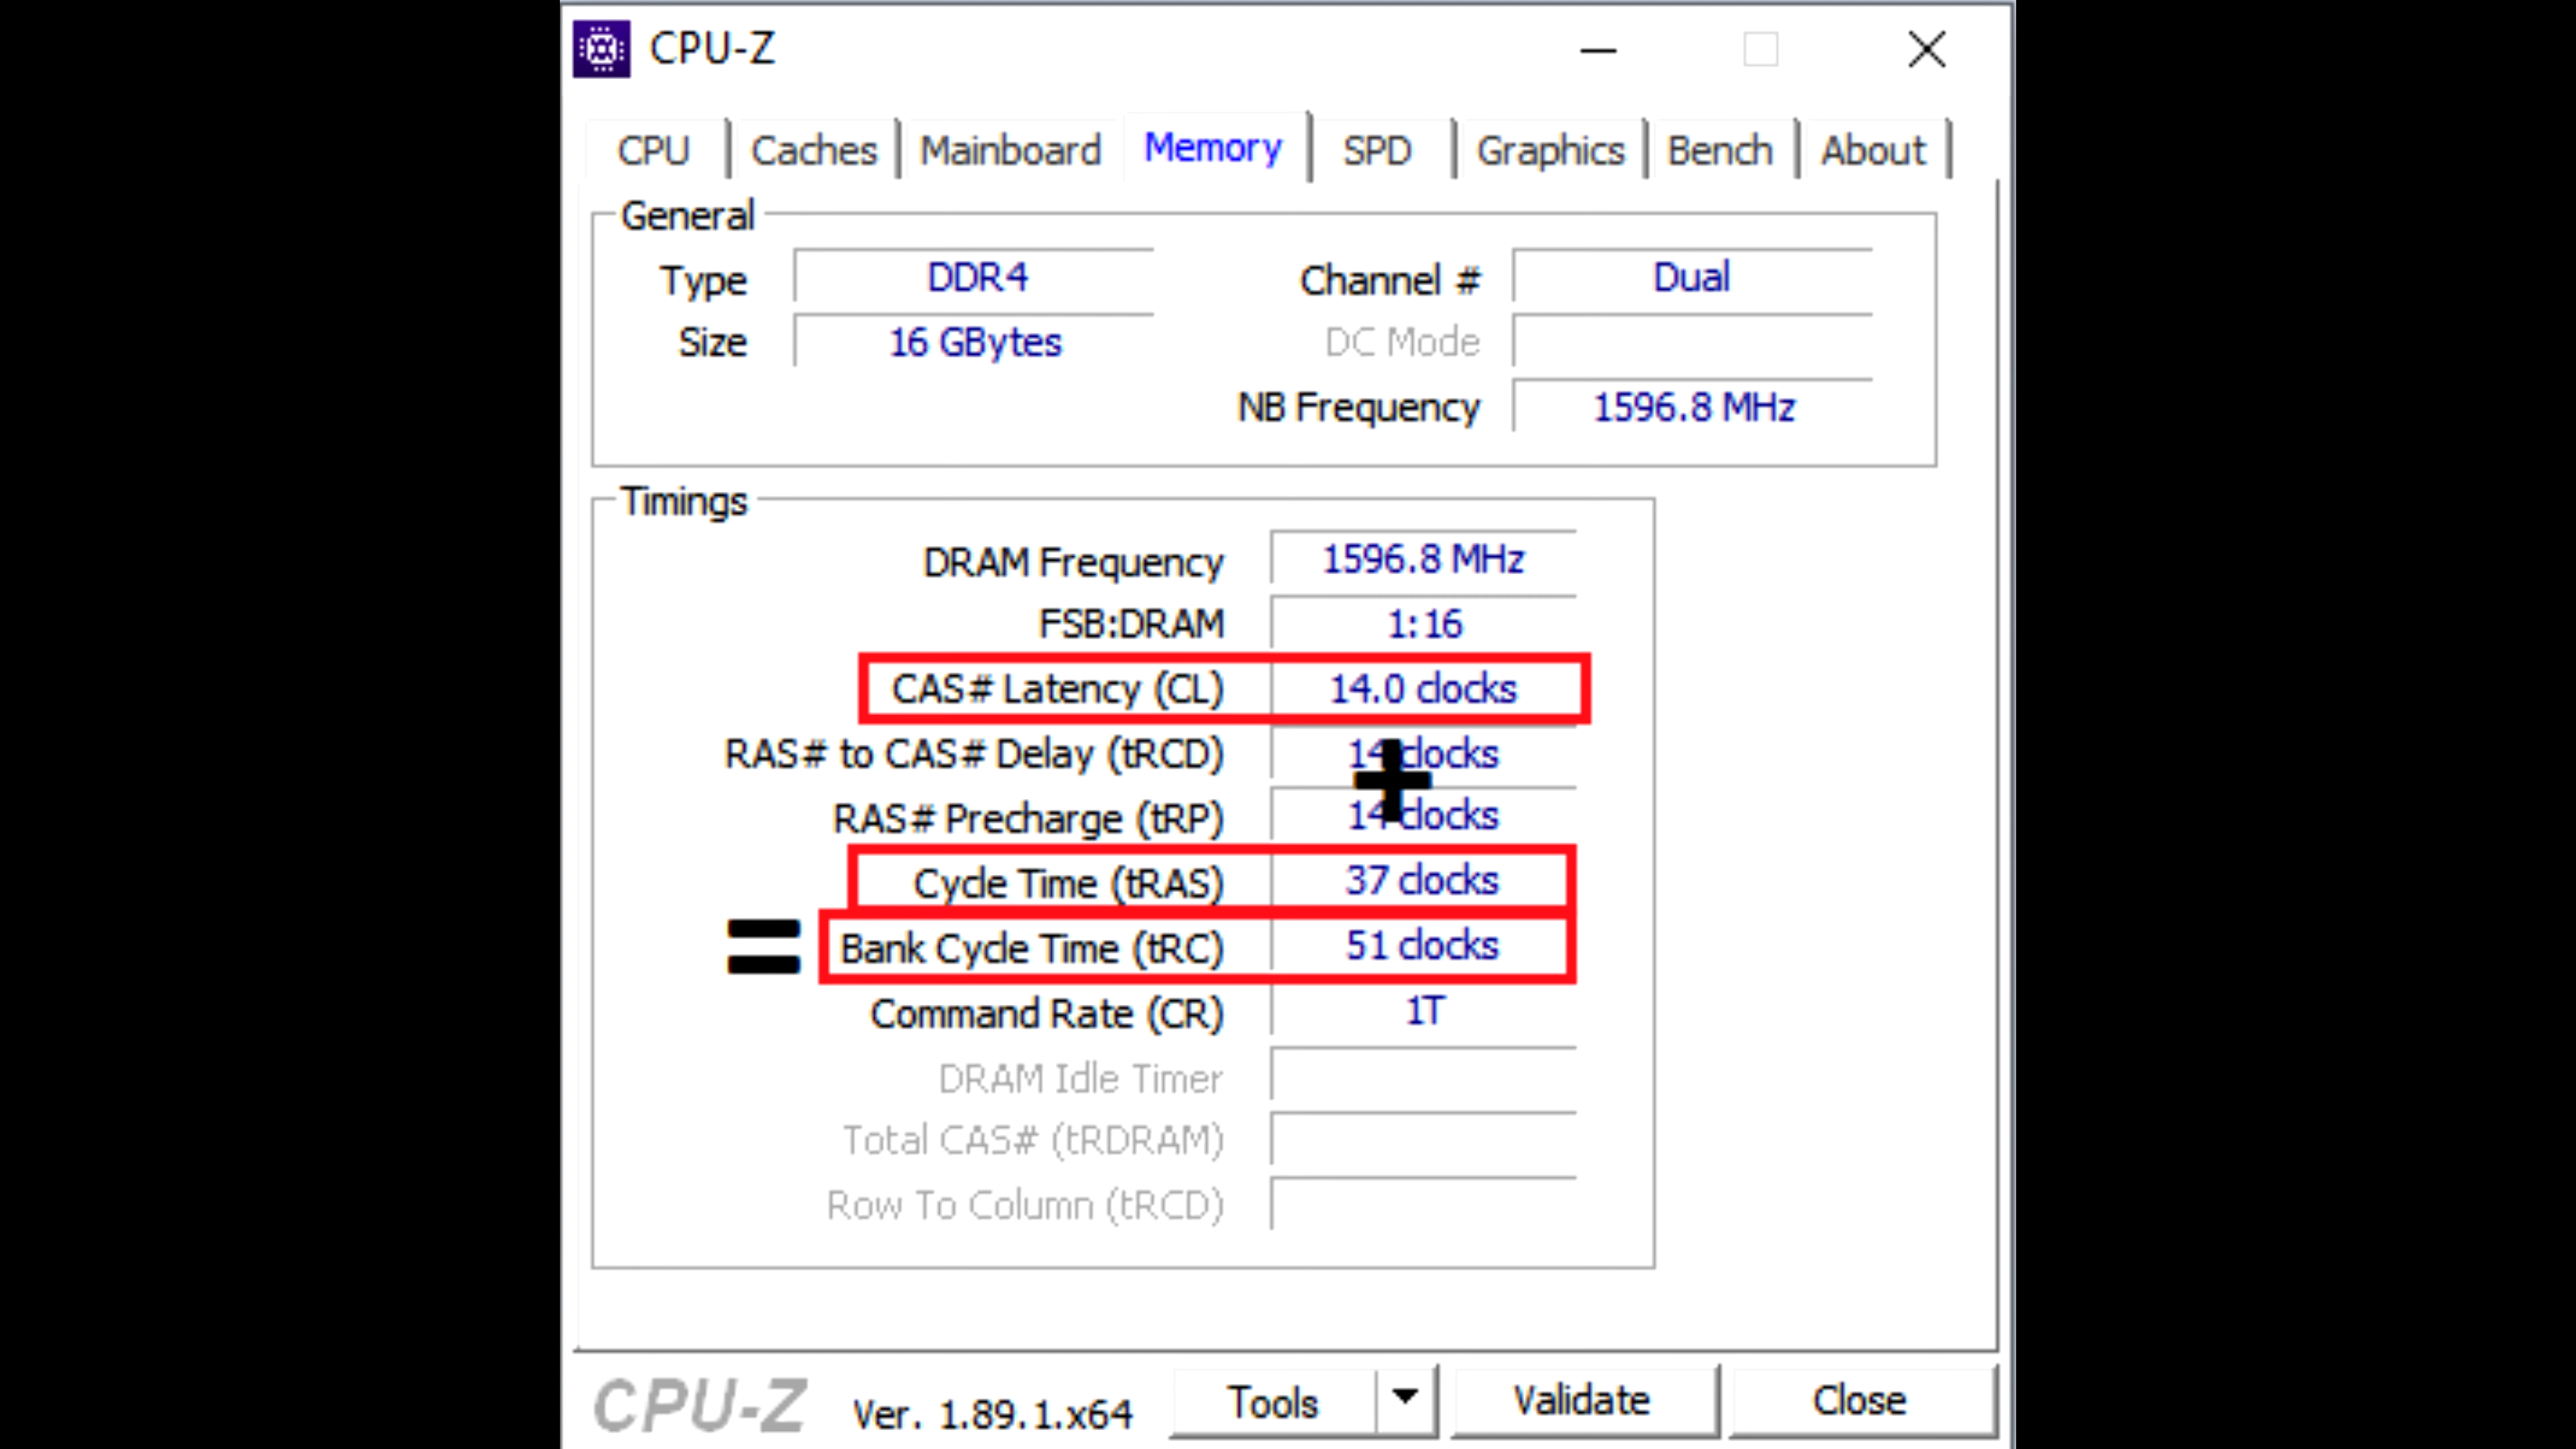 CPU-Z
CPU Caches Mainboard Memory SPD Graphics Bench About
General
Type DDR4 Channel # Dual
Size 16 GBytes DC Mode
NB Frequency 1596.8 MHz
Timings
DRAM Frequency 1596.8 MHz
FSB:DRAM 1:16
CAS# Latency (CL) 14.0 clocks
RAS# to CAS# Delay (tRCD) 14 clocks
+
RAS# Precharge (tRP) 14 clocks
Cycle Time (tRAS) 37 clocks
= Bank Cycle Time (tRC) 51 clocks
Command Rate (CR) 1T
DRAM Idle Timer
Total CAS# (tRDRAM)
Row To Column (tRCD)
CPU-Z Ver. 1.89.1.x64 Tools Validate Close